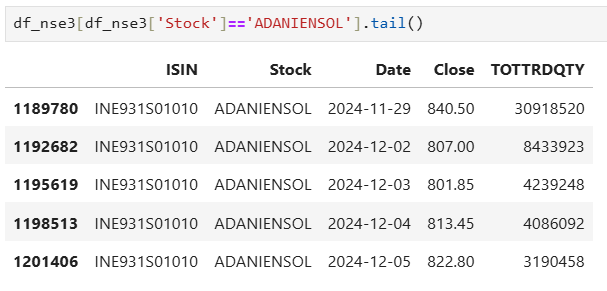 df_nse3[df_nse3['Stock']=='ADANIENSOL'].tail()
ISIN Stock Date Close TOTTRDQTY
1189780 INE931S01010 ADANIENSOL 2024-11-29 840.50 30918520
1192682 INE931S01010 ADANIENSOL 2024-12-02 807.00 8433923
1195619 INE931S01010 ADANIENSOL 2024-12-03 801.85 4239248
1198513 INE931S01010 ADANIENSOL 2024-12-04 813.45 4086092
1201406 INE931S01010 ADANIENSOL 2024-12-05 822.80 3190458